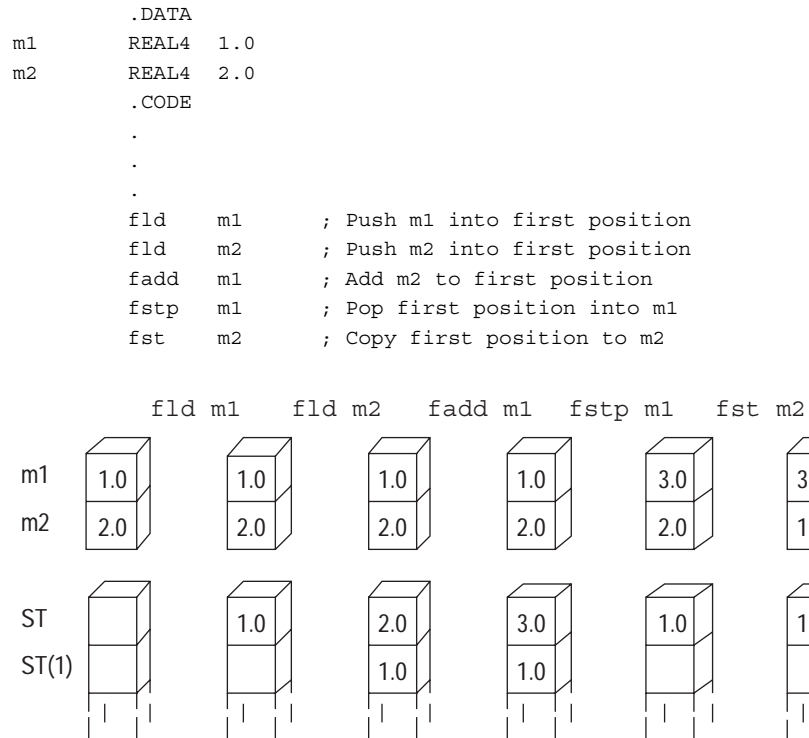 .DATA
m1 REAL4 1.0
m2 REAL4 2.0
.CODE
.
.
.
fld m1 ; Push m1 into first position
fld m2 ; Push m2 into first position
fadd m1 ; Add m2 to first position
fstp m1 ; Pop first position into m1
fst m2 ; Copy first position to m2
fld m1 fld m2 fadd m1 fstp m1 fst m2
m1 1.0 1.0 1.0 1.0 3.0
m2 2.0 2.0 2.0 2.0 2.0
ST 1.0 2.0 3.0 1.0
ST(1) 1.0 1.0